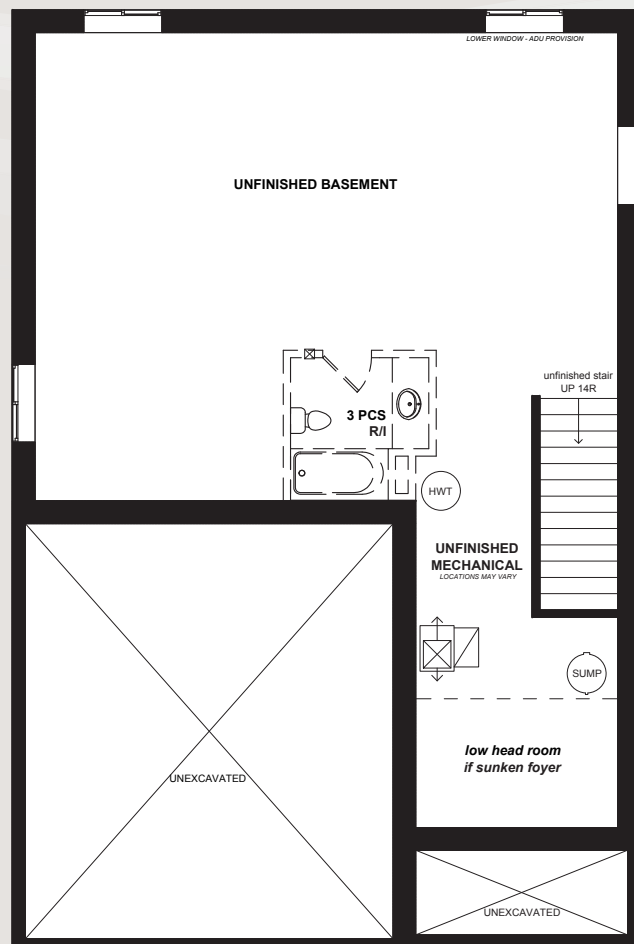 LOWER WINDOW - ADU PROVISION
UNFINISHED BASEMENT
unfinished stair
UP 14R
3 PCS
R/I
HWT
UNFINISHED
MECHANICAL
LOCATIONS MAY VARY
SUMP
low head room
if sunken foyer
UNEXCAVATED
UNEXCAVATED